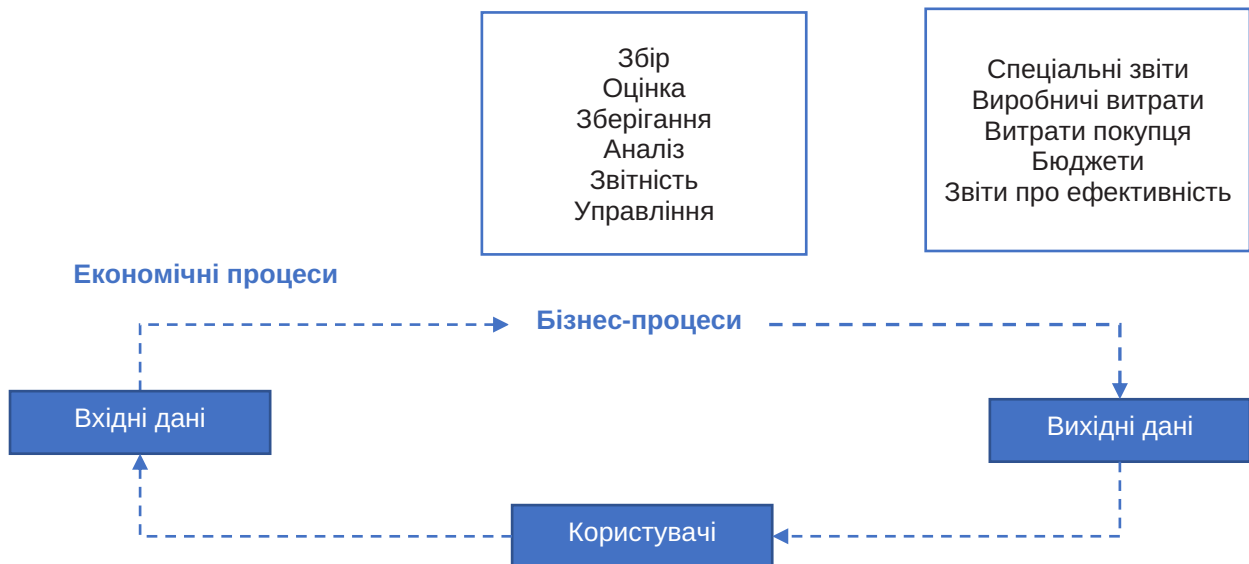 Збір
Оцінка
Зберігання
Аналіз
Звітність
Управління
Спеціальні звіти
Виробничі витрати
Витрати покупця
Бюджети
Звіти про ефективність
Економічні процеси
Бізнес-процеси
Вхідні дані
Вихідні дані
Користувачі